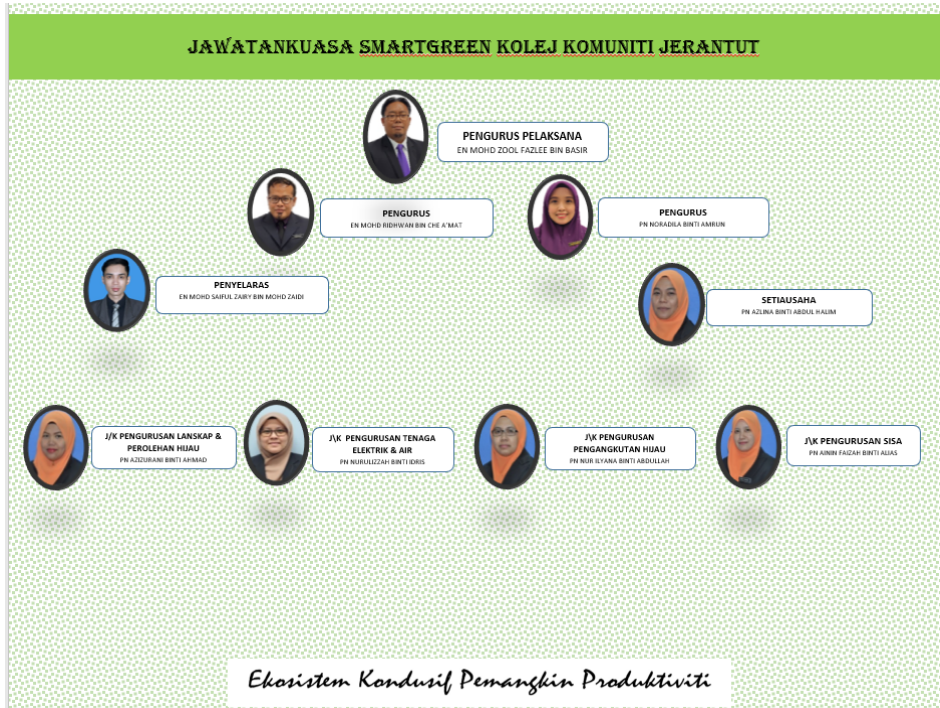 JAWATANKUASA SMARTGREEN KOLEJ KOMUNITI JERANTUT
PENGURUS PELAKSANA
EN MOHD ZOOL FAZLEE BIN BASIR
PENGURUS
EN MOHD RIDHWAN BIN CHE A'MAT
PENGURUS
PN NORADILA BINTI AMRUN
PENYELARAS
EN MOHD SAIFUL ZAIRY BIN MOHD ZAIDI
SETIAUSAHA
PN AZLINA BINTI ABDUL HALIM
J/K PENGURUSAN LANSKAP &
PEROLEHAN HIJAU
PN AZIZURANI BINTI AHMAD
J\K PENGURUSAN TENAGA
ELEKTRIK & AIR
PN NURULIZZAH BINTI IDRIS
J\K PENGURUSAN
PENGANGKUTAN HIJAU
PN NUR ILYANA BINTI ABDULLAH
J\K PENGURUSAN SISA
PN AININ FAIZAH BINTI ALIAS
Ekosistem Kondusif Pemangkin Produktiviti